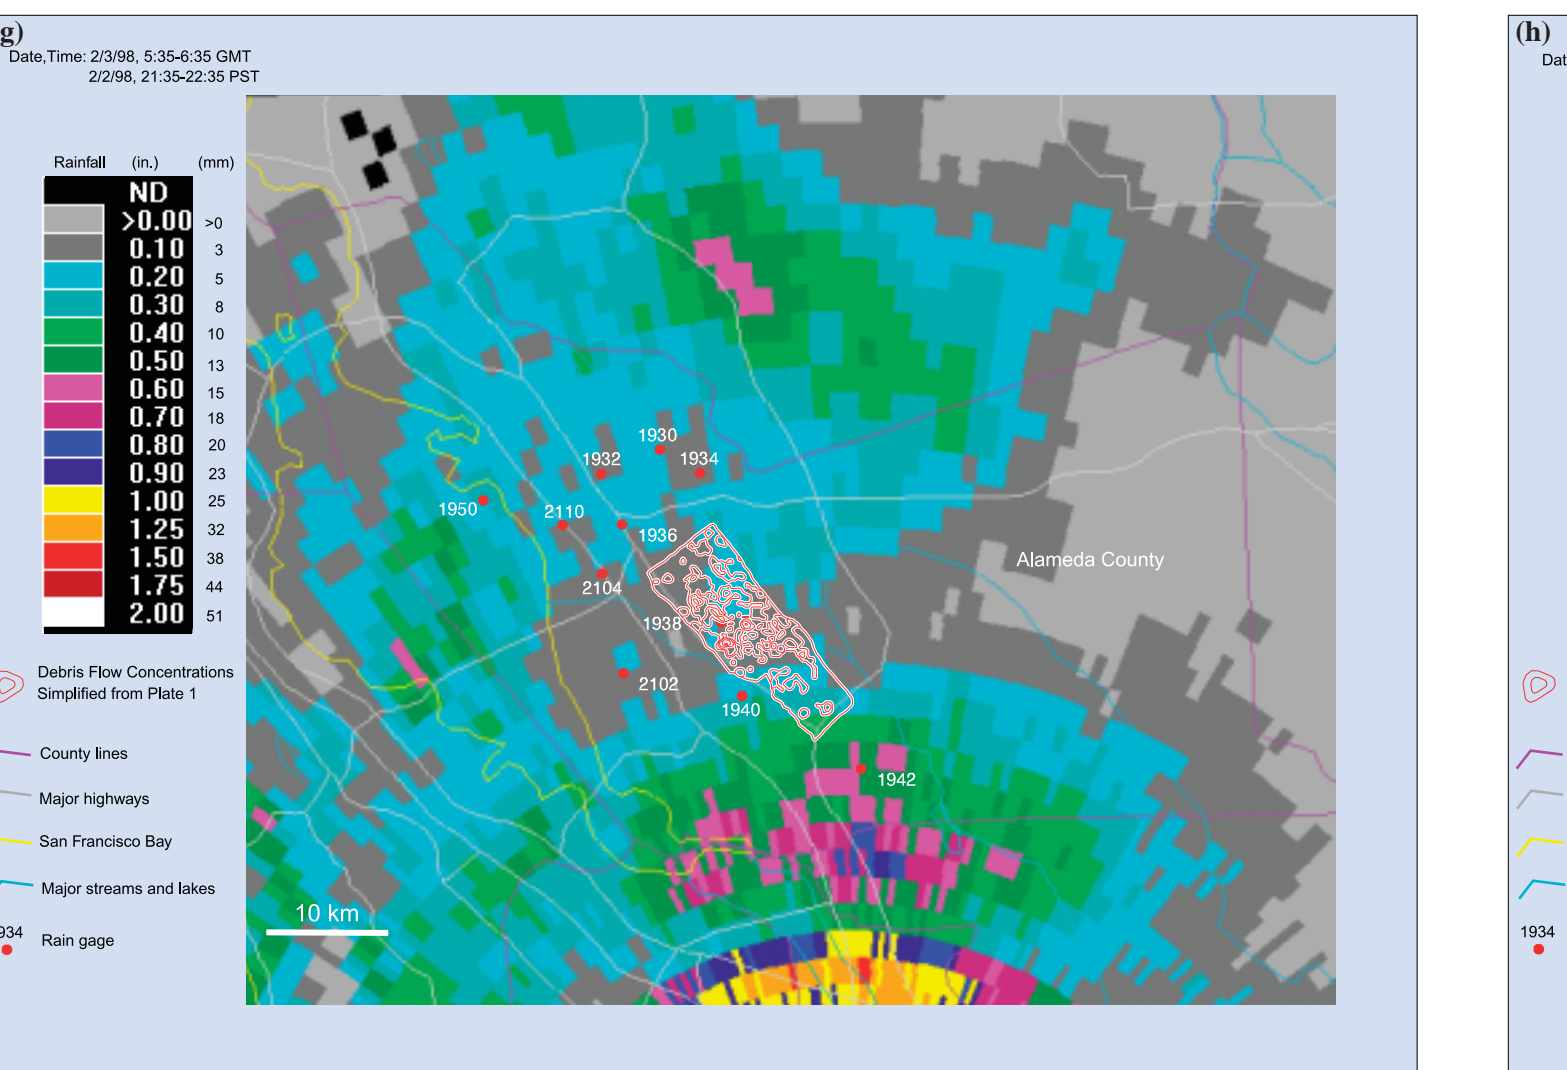 g)
Date,Time: 2/3/98, 5:35-6:35 GMT
2/2/98, 21:35-22:35 PST
Rainfall (in.) (mm)
ND
>0.00 >0
0.10 3
0.20 5
0.30 8
0.40 10
0.50 13
0.60 15
0.70 18
0.80 20
0.90 23
1.00 25
1.25 32
1.50 38
1.75 44
2.00 51
Debris Flow Concentrations
Simplified from Plate 1
County lines
Major highways
San Francisco Bay
Major streams and lakes
934
Rain gage
1930
1932
1934
1950
2110
1936
Alameda County
2104
1938
2102
1940
1942
10 km
(h)
Dat
1934